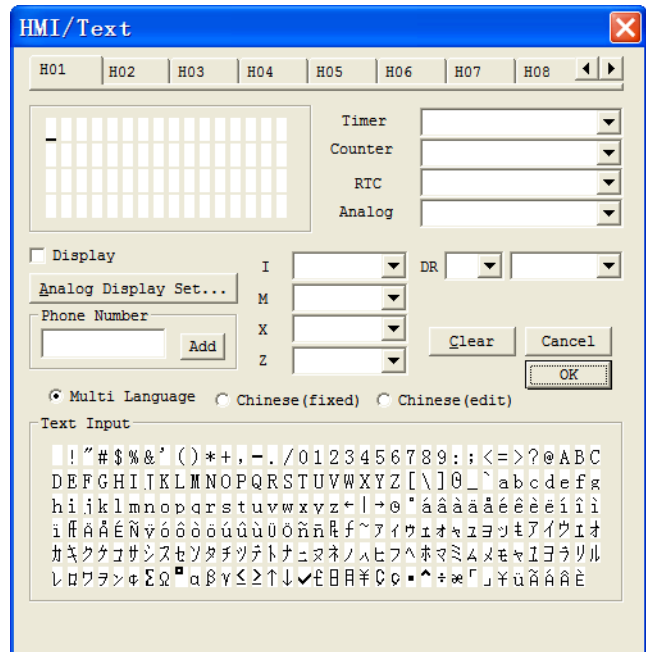 HMI/Text
H01 H02 H03 H04 H05 H06 H07 H08
Timer
Counter
RTC
Analog
Display
I
DR
Analog Display Set...
M
Phone Number
X
Add
Clear
Cancel
Z
OK
Multi Language Chinese(fixed) Chinese(edit)
Text Input
!"#$%&'()*+,-./0123456789:;<=>?@ABC
DEFGHIJKLMNOPQRSTUVWXYZ[\]θ_`abcdefg
hijklmnopqrstuvwxyz